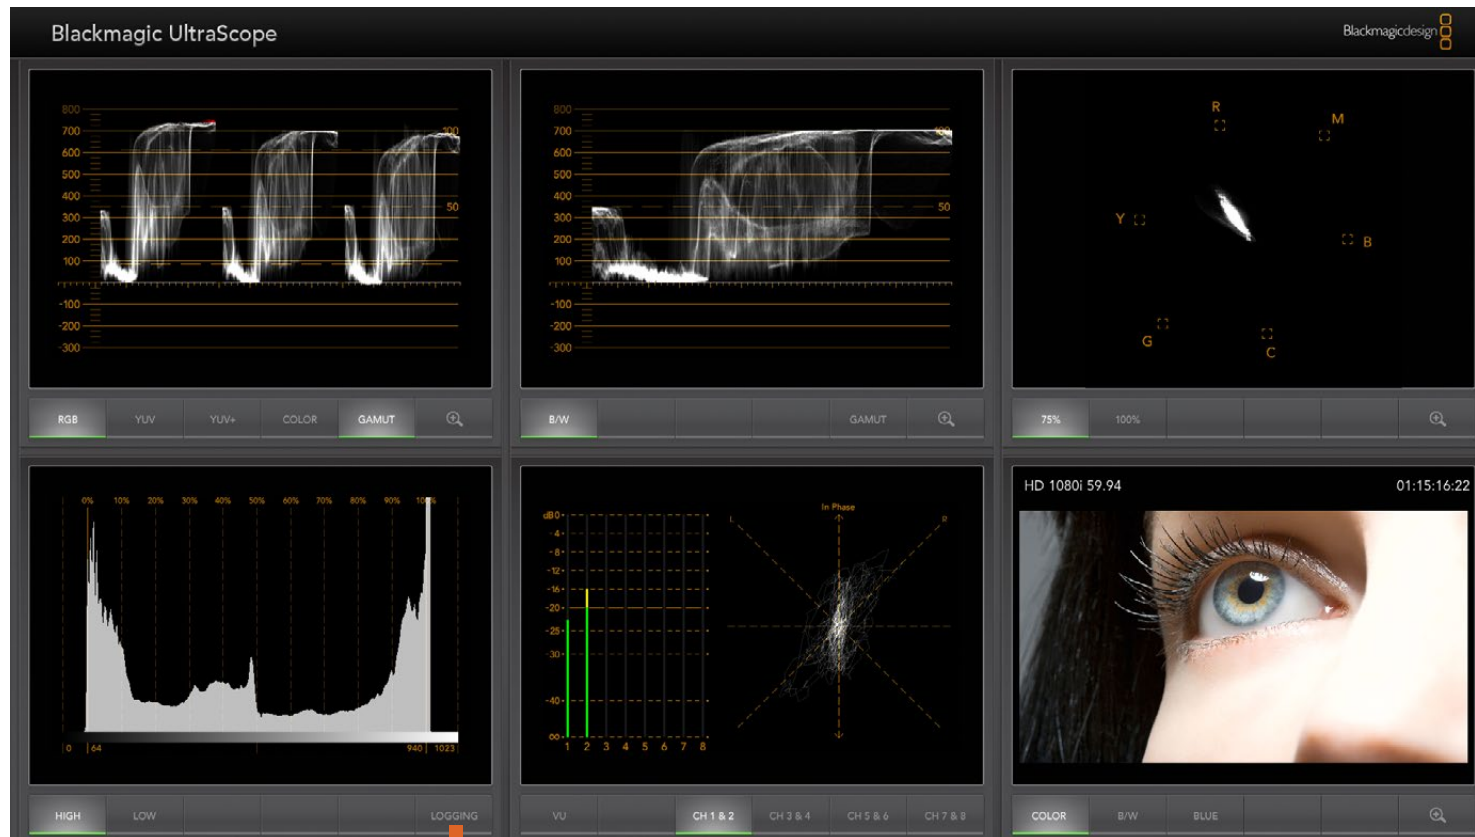 Blackmagic UltraScope
Blackmagicdesign
800
700
600
500
400
300
200
100
-100
-200
-300
100
50
RGB YUV YUV+ COLOR GAMUT
800
700
600
500
400
300
200
100
-100
-200
-300
100
50
B/W GAMUT
R
M
Y
B
G
C
75% 100%
0% 10% 20% 30% 40% 50% 60% 70% 80% 90% 100%
0 64 940 1023
HIGH LOW LOGGING
dB0
-4
-8
-12
-16
-20
-25
-30
-40
∞
1 2 3 4 5 6 7 8
In Phase
L R
VU CH 1 & 2 CH 3 & 4 CH 5 & 6 CH 7 & 8
HD 1080i 59.94 01:15:16:22
COLOR B/W BLUE